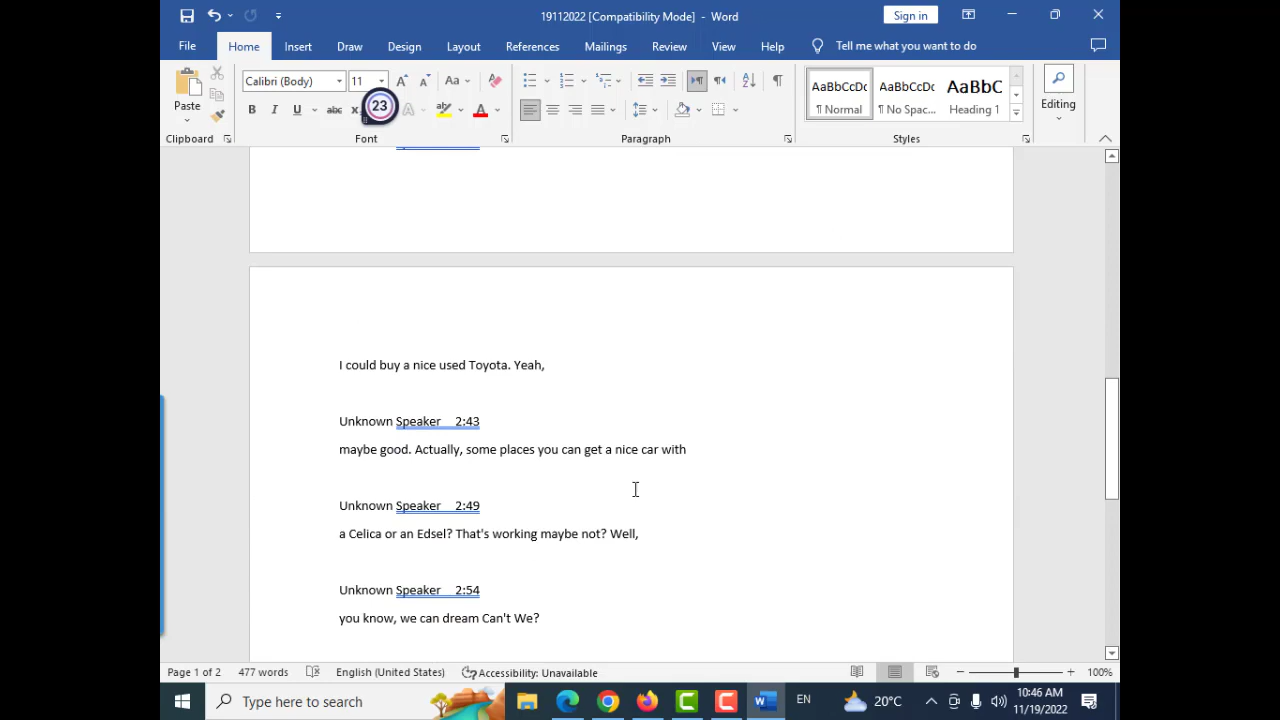 19112022 [Compatibility Mode] - Word
Sign in
File Home Insert Draw Design Layout References Mailings Review View Help Tell me what you want to do
Calibri (Body) 11 Aa
AaBbCcDc AaBbCcDc AaBbC
Paste
23
¶ Normal ¶ No Spac... Heading 1
Editing
Clipboard Font Paragraph Styles
I could buy a nice used Toyota. Yeah,
Unknown Speaker 2:43
maybe good. Actually, some places you can get a nice car with
Unknown Speaker 2:49
a Celica or an Edsel? That's working maybe not? Well,
Unknown Speaker 2:54
you know, we can dream Can't We?
Page 1 of 2 477 words English (United States) Accessibility: Unavailable 100%
Type here to search
EN
20°C
10:46 AM
11/19/2022